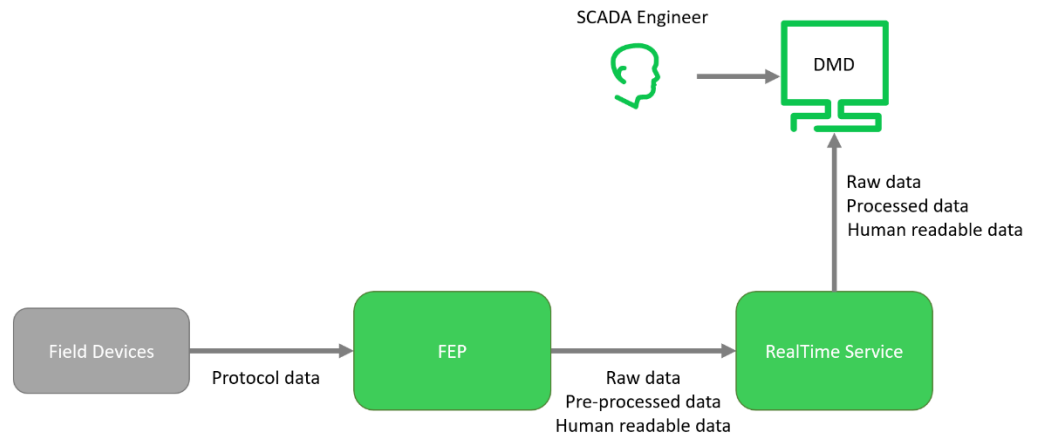 SCADA Engineer
DMD
Raw data
Processed data
Human readable data
Field Devices
Protocol data
FEP
Raw data
Pre-processed data
Human readable data
RealTime Service